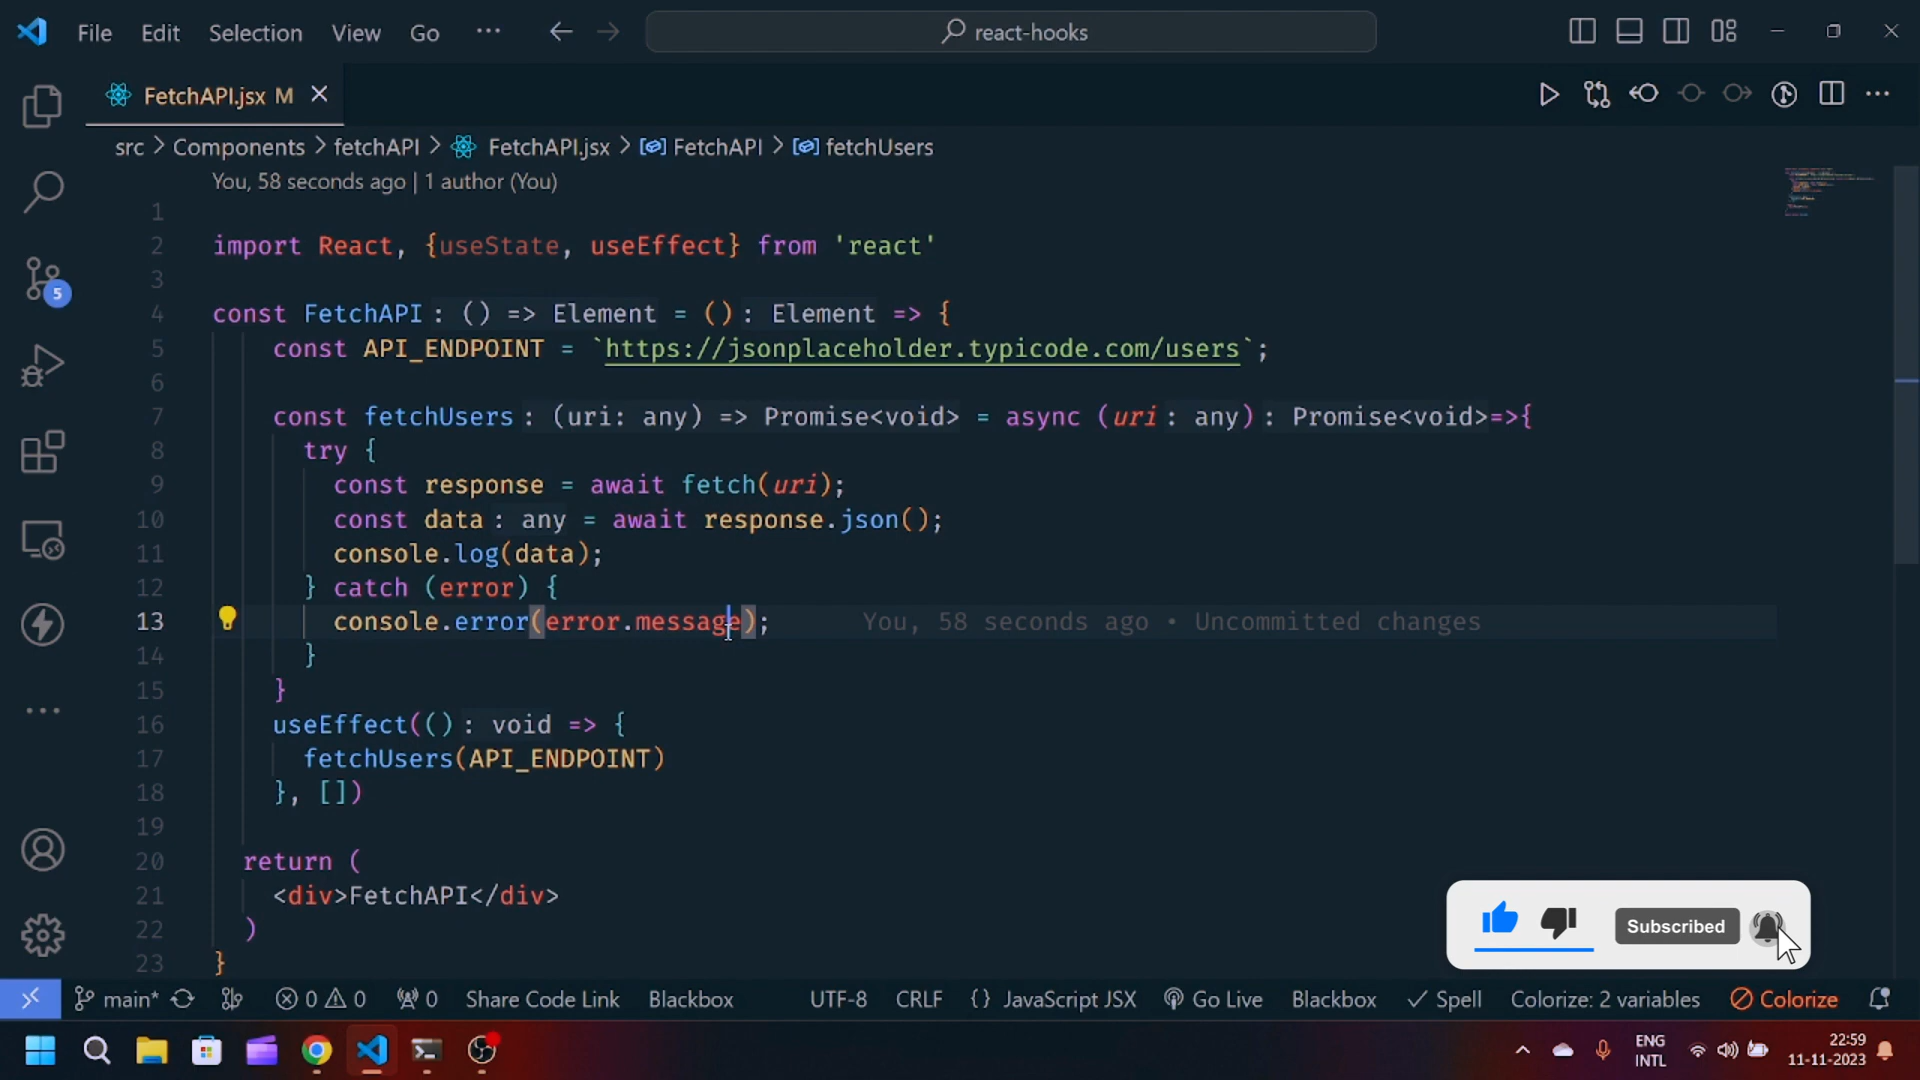 File Edit Selection View Go ··· react-hooks
FetchAPI.jsx M
src > Components > fetchAPI > FetchAPI.jsx > FetchAPI > fetchUsers
You, 58 seconds ago | 1 author (You)
1
2 import React, {useState, useEffect} from 'react'
3
4 const FetchAPI: () => Element = (): Element => {
5 const API_ENDPOINT = `https://jsonplaceholder.typicode.com/users`;
6
7 const fetchUsers: (uri: any) => Promise<void> = async (uri: any): Promise<void>=>{
8 try {
9 const response = await fetch(uri);
10 const data: any = await response.json();
11 console.log(data);
12 } catch (error) {
13 console.error(error.message); You, 58 seconds ago • Uncommitted changes
14 }
15 }
16 useEffect((): void => {
17 fetchUsers(API_ENDPOINT)
18 }, [])
19
20 return (
21 <div>FetchAPI</div>
22 )
23 }
5
Subscribed
main* 0 0 0 Share Code Link Blackbox UTF-8 CRLF {} JavaScript JSX Go Live Blackbox Spell Colorize: 2 variables Colorize
ENG 22:59
INTL 11-11-2023